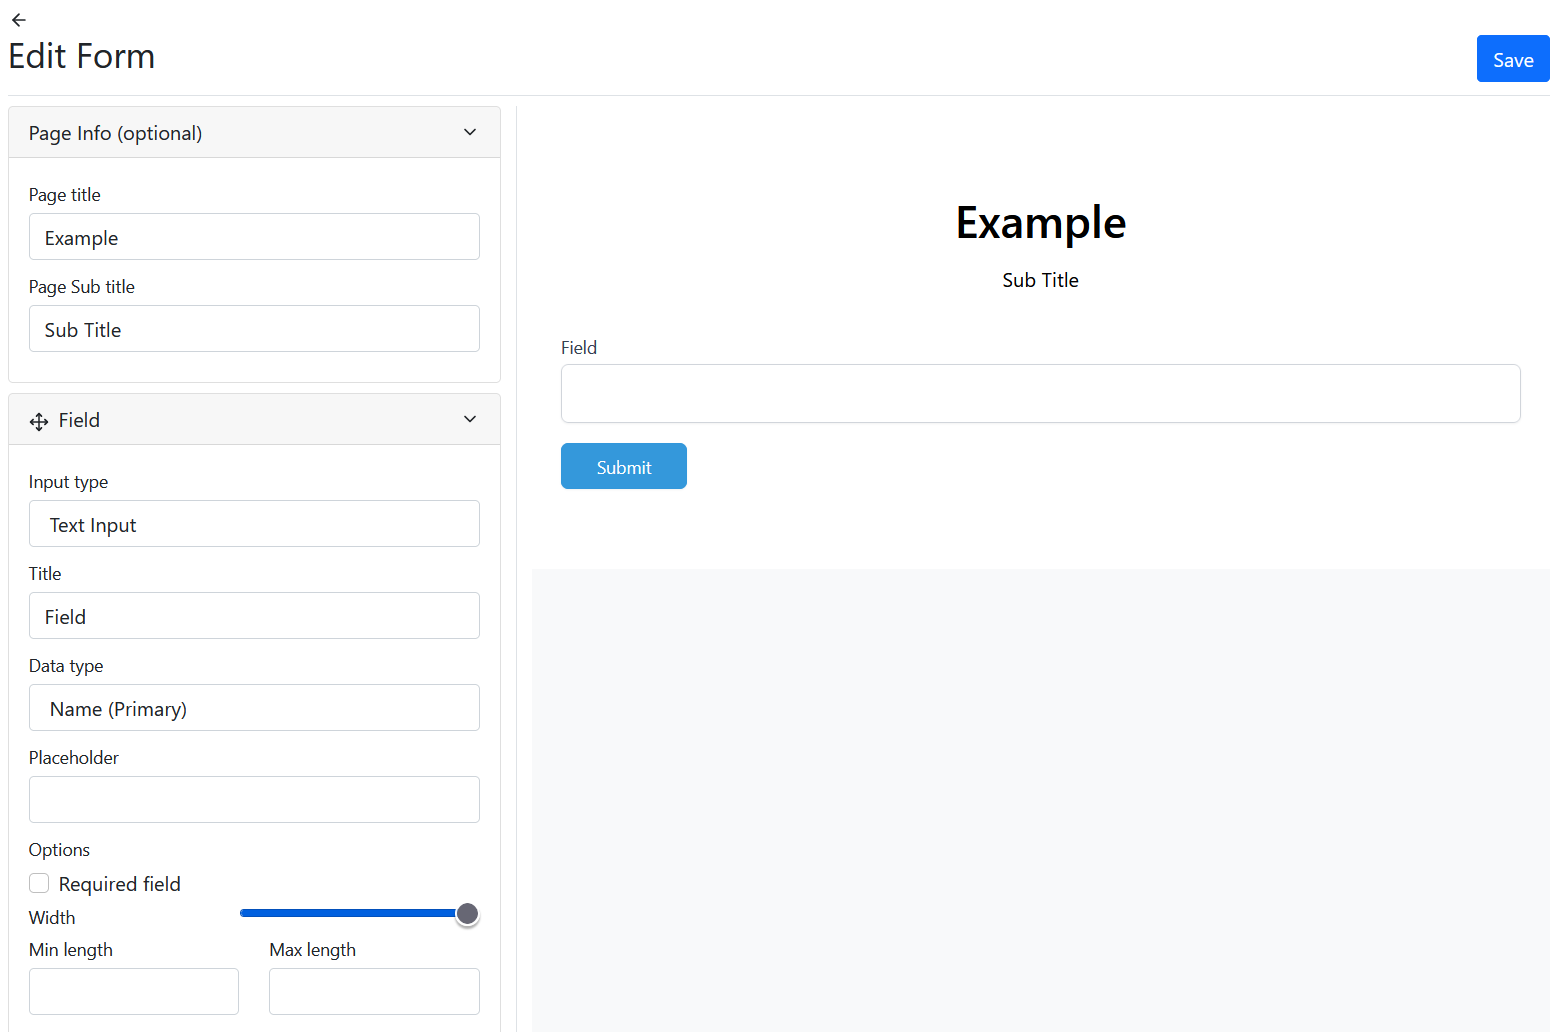 Edit Form
Save
Page Info (optional)
Page title
Example
Page Sub title
Sub Title
Field
Input type
Text Input
Title
Field
Data type
Name (Primary)
Placeholder
Options
Required field
Width
Min length
Max length
Example
Sub Title
Field
Submit